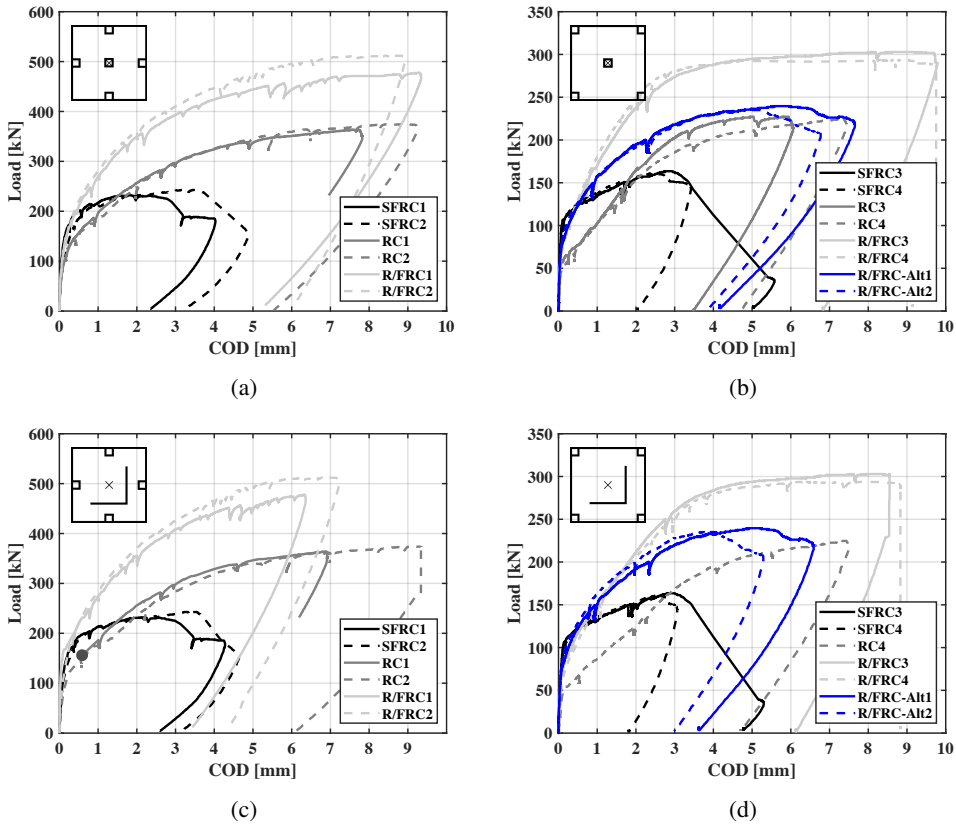 600
500
400
300
200
100
0
Load [kN]
0 1 2 3 4 5 6 7 8 9 10
COD [mm]
SFRC1
SFRC2
RC1
RC2
R/FRC1
R/FRC2
(a)
350
300
250
200
150
100
50
0
Load [kN]
0 1 2 3 4 5 6 7 8 9 10
COD [mm]
SFRC3
SFRC4
RC3
RC4
R/FRC3
R/FRC4
R/FRC-Alt1
R/FRC-Alt2
(b)
600
500
400
300
200
100
0
Load [kN]
0 1 2 3 4 5 6 7 8 9
COD [mm]
SFRC1
SFRC2
RC1
RC2
R/FRC1
R/FRC2
(c)
350
300
250
200
150
100
50
0
Load [kN]
0 1 2 3 4 5 6 7 8 9 10
COD [mm]
SFRC3
SFRC4
RC4
R/FRC3
R/FRC4
R/FRC-Alt1
R/FRC-Alt2
(d)